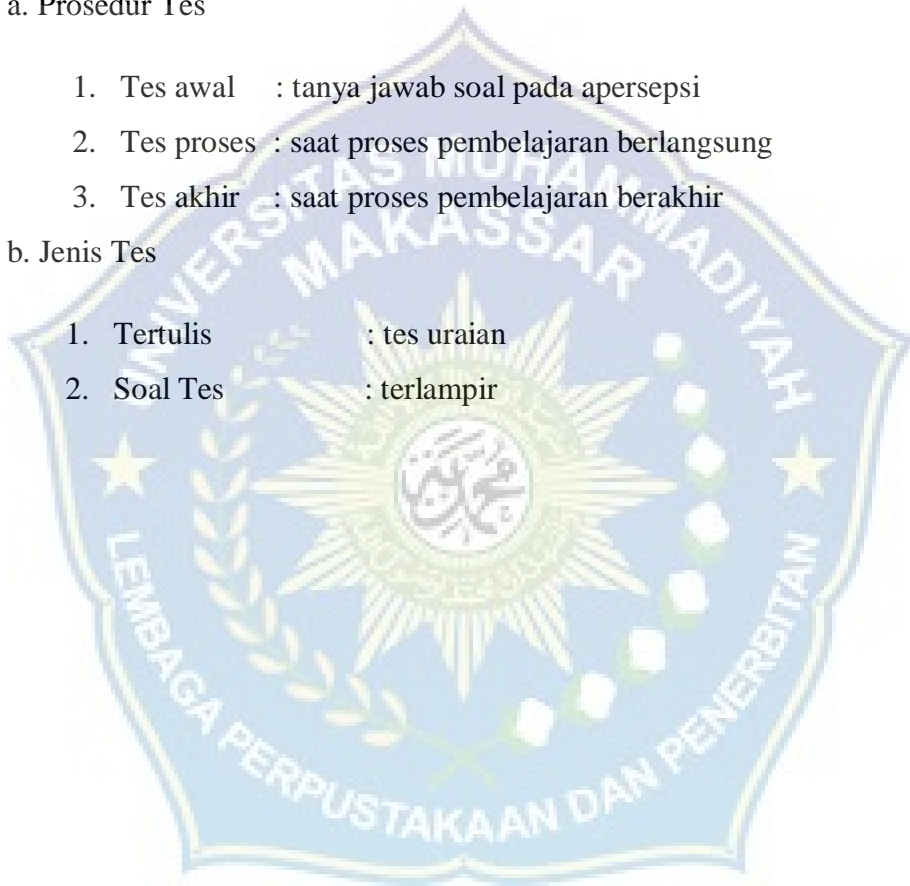 a. Prosedur Tes
1. Tes awal : tanya jawab soal pada apersepsi
2. Tes proses : saat proses pembelajaran berlangsung
3. Tes akhir : saat proses pembelajaran berakhir
b. Jenis Tes
1. Tertulis : tes uraian
2. Soal Tes : terlampir
UNIVERSITAS MUHAMMADIYAH
MAKASSAR
LEMBAGA PERPUSTAKAAN DAN PENERBITAN